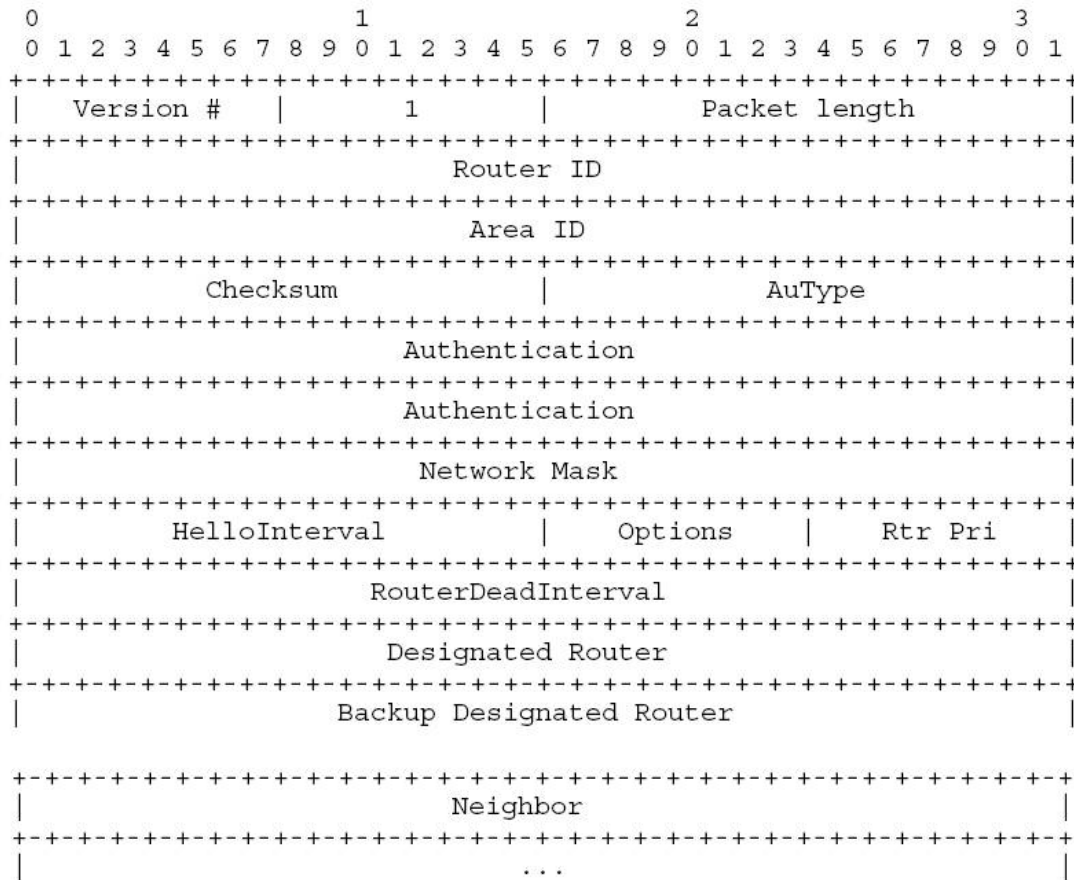 0                   1                   2                   3
0 1 2 3 4 5 6 7 8 9 0 1 2 3 4 5 6 7 8 9 0 1 2 3 4 5 6 7 8 9 0 1
+-+-+-+-+-+-+-+-+-+-+-+-+-+-+-+-+-+-+-+-+-+-+-+-+-+-+-+-+-+-+-+-+
| Version # | 1 | Packet length |
+-+-+-+-+-+-+-+-+-+-+-+-+-+-+-+-+-+-+-+-+-+-+-+-+-+-+-+-+-+-+-+-+
| Router ID |
+-+-+-+-+-+-+-+-+-+-+-+-+-+-+-+-+-+-+-+-+-+-+-+-+-+-+-+-+-+-+-+-+
| Area ID |
+-+-+-+-+-+-+-+-+-+-+-+-+-+-+-+-+-+-+-+-+-+-+-+-+-+-+-+-+-+-+-+-+
| Checksum | AuType |
+-+-+-+-+-+-+-+-+-+-+-+-+-+-+-+-+-+-+-+-+-+-+-+-+-+-+-+-+-+-+-+-+
| Authentication |
+-+-+-+-+-+-+-+-+-+-+-+-+-+-+-+-+-+-+-+-+-+-+-+-+-+-+-+-+-+-+-+-+
| Authentication |
+-+-+-+-+-+-+-+-+-+-+-+-+-+-+-+-+-+-+-+-+-+-+-+-+-+-+-+-+-+-+-+-+
| Network Mask |
+-+-+-+-+-+-+-+-+-+-+-+-+-+-+-+-+-+-+-+-+-+-+-+-+-+-+-+-+-+-+-+-+
| HelloInterval | Options | Rtr Pri |
+-+-+-+-+-+-+-+-+-+-+-+-+-+-+-+-+-+-+-+-+-+-+-+-+-+-+-+-+-+-+-+-+
| RouterDeadInterval |
+-+-+-+-+-+-+-+-+-+-+-+-+-+-+-+-+-+-+-+-+-+-+-+-+-+-+-+-+-+-+-+-+
| Designated Router |
+-+-+-+-+-+-+-+-+-+-+-+-+-+-+-+-+-+-+-+-+-+-+-+-+-+-+-+-+-+-+-+-+
| Backup Designated Router |
+-+-+-+-+-+-+-+-+-+-+-+-+-+-+-+-+-+-+-+-+-+-+-+-+-+-+-+-+-+-+-+-+
| Neighbor |
+-+-+-+-+-+-+-+-+-+-+-+-+-+-+-+-+-+-+-+-+-+-+-+-+-+-+-+-+-+-+-+-+
| ... |